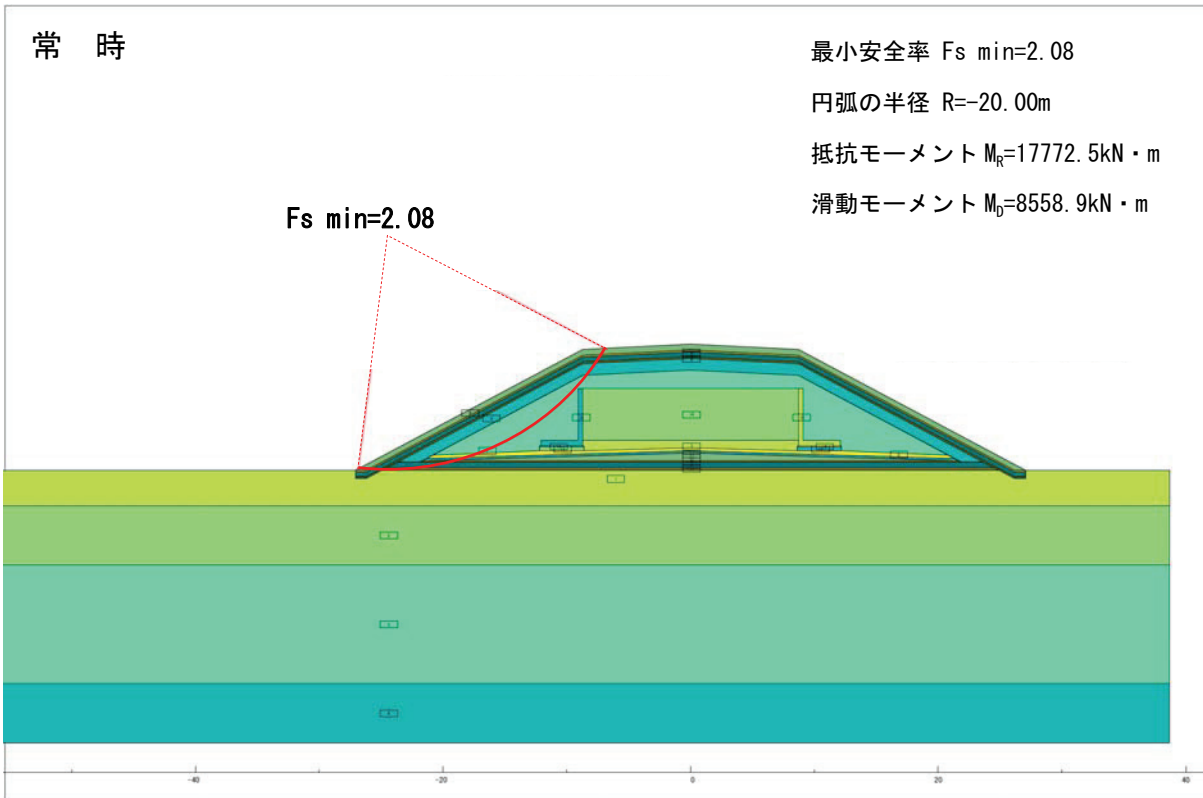 常 時
最小安全率 Fs min=2.08
円弧の半径 R=-20.00m
抵抗モーメント MR=17772.5kN・m
滑動モーメント MD=8558.9kN・m
Fs min=2.08
-40
-20
0
20
40